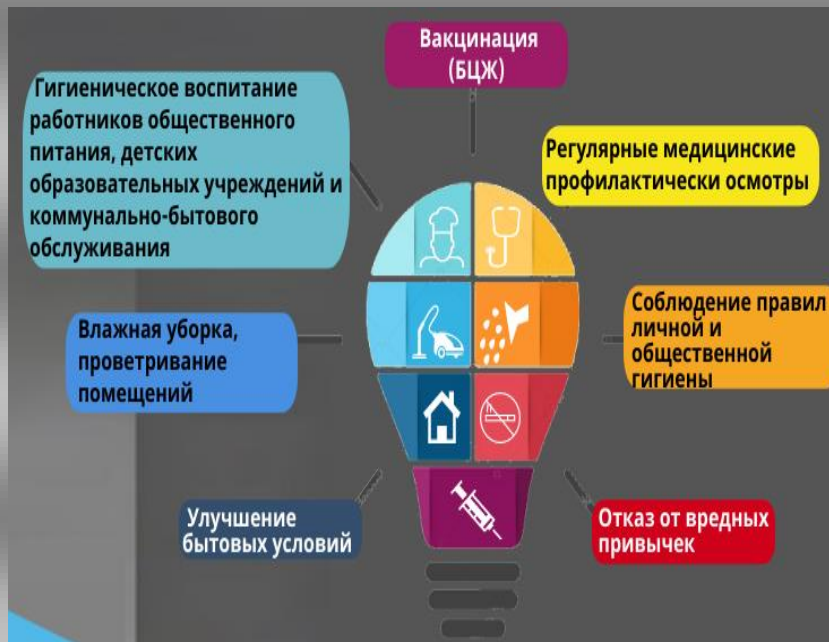 Вакцинация
(БЦЖ)
Гигиеническое воспитание
работников общественного
питания, детских
образовательных учреждений и
коммунально-бытового
обслуживания
Регулярные медицинские
профилактически осмотры
Влажная уборка,
проветривание
помещений
Соблюдение правил
личной и
общественной
гигиены
Улучшение
бытовых условий
Отказ от вредных
привычек